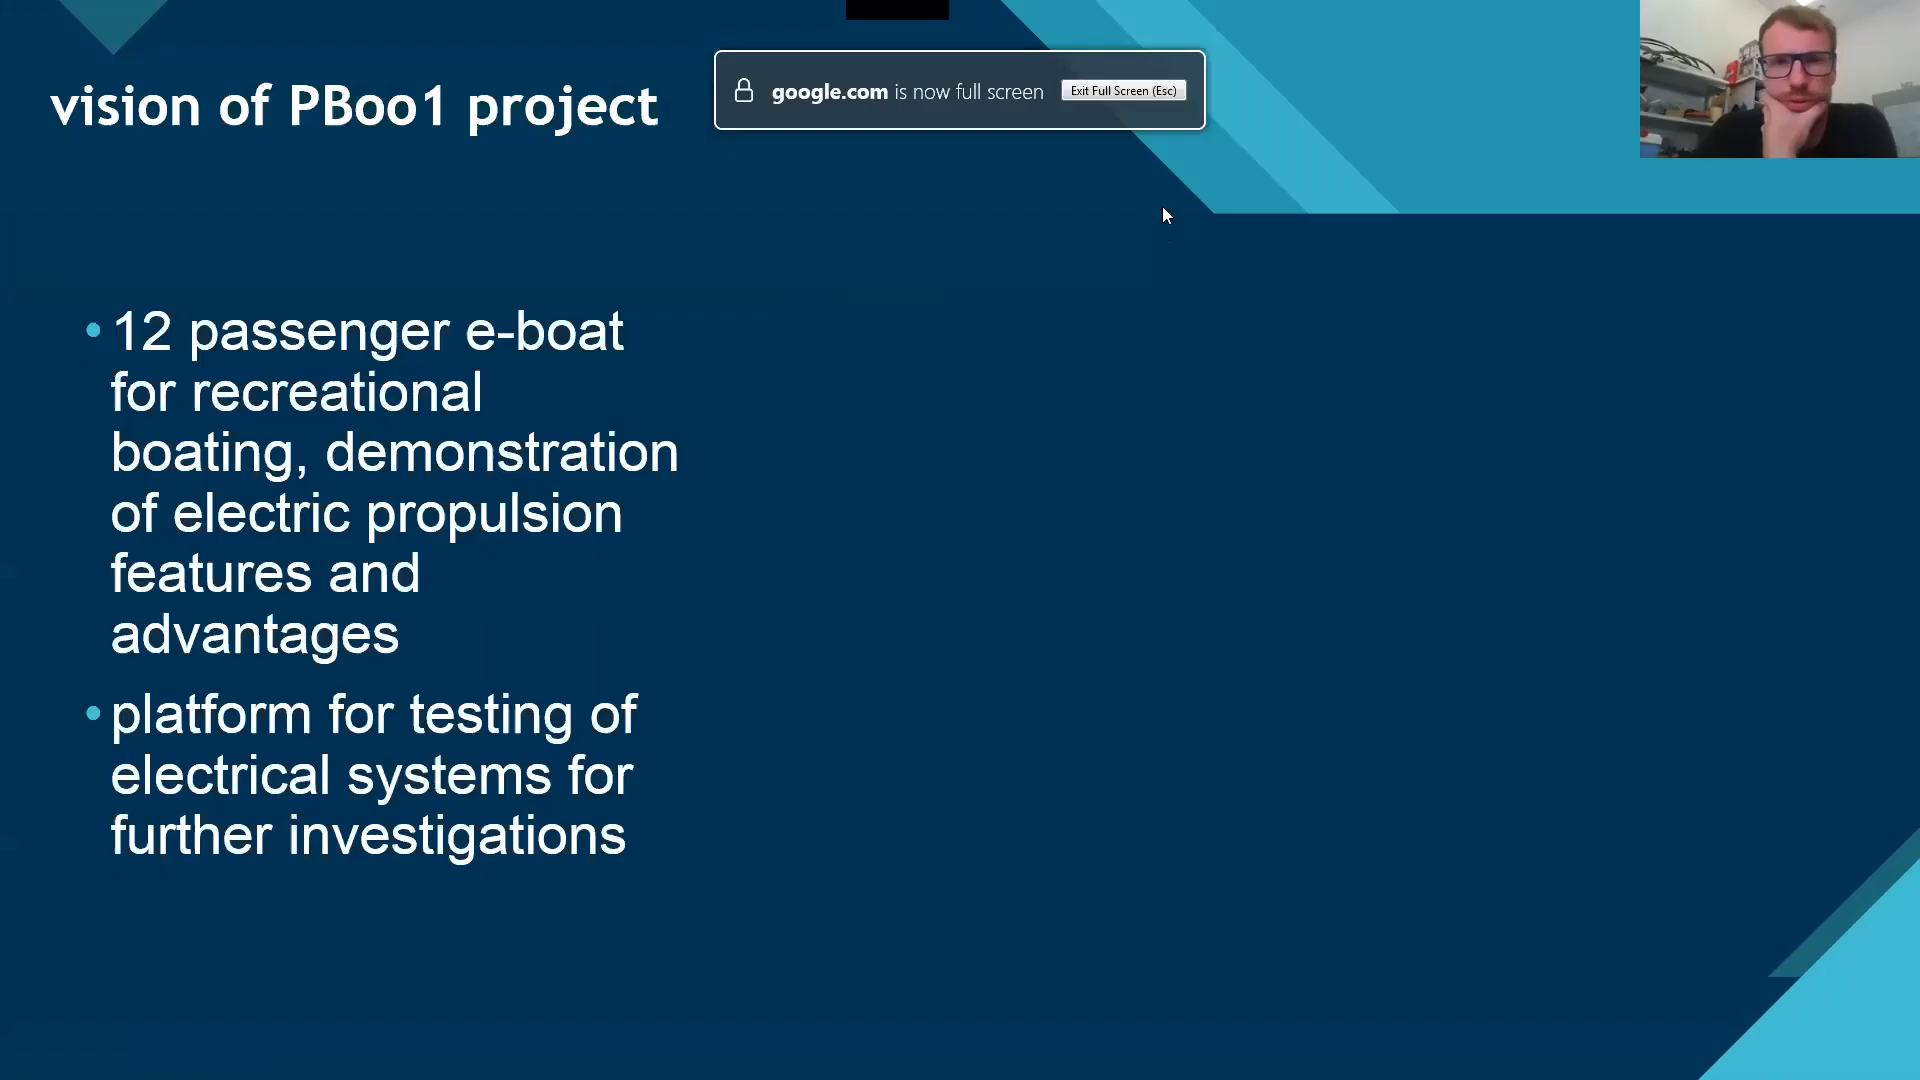 vision of PBoo1 project
google.com is now full screen
Exit Full Screen (Esc)
• 12 passenger e-boat
for recreational
boating, demonstration
of electric propulsion
features and
advantages
• platform for testing of
electrical systems for
further investigations